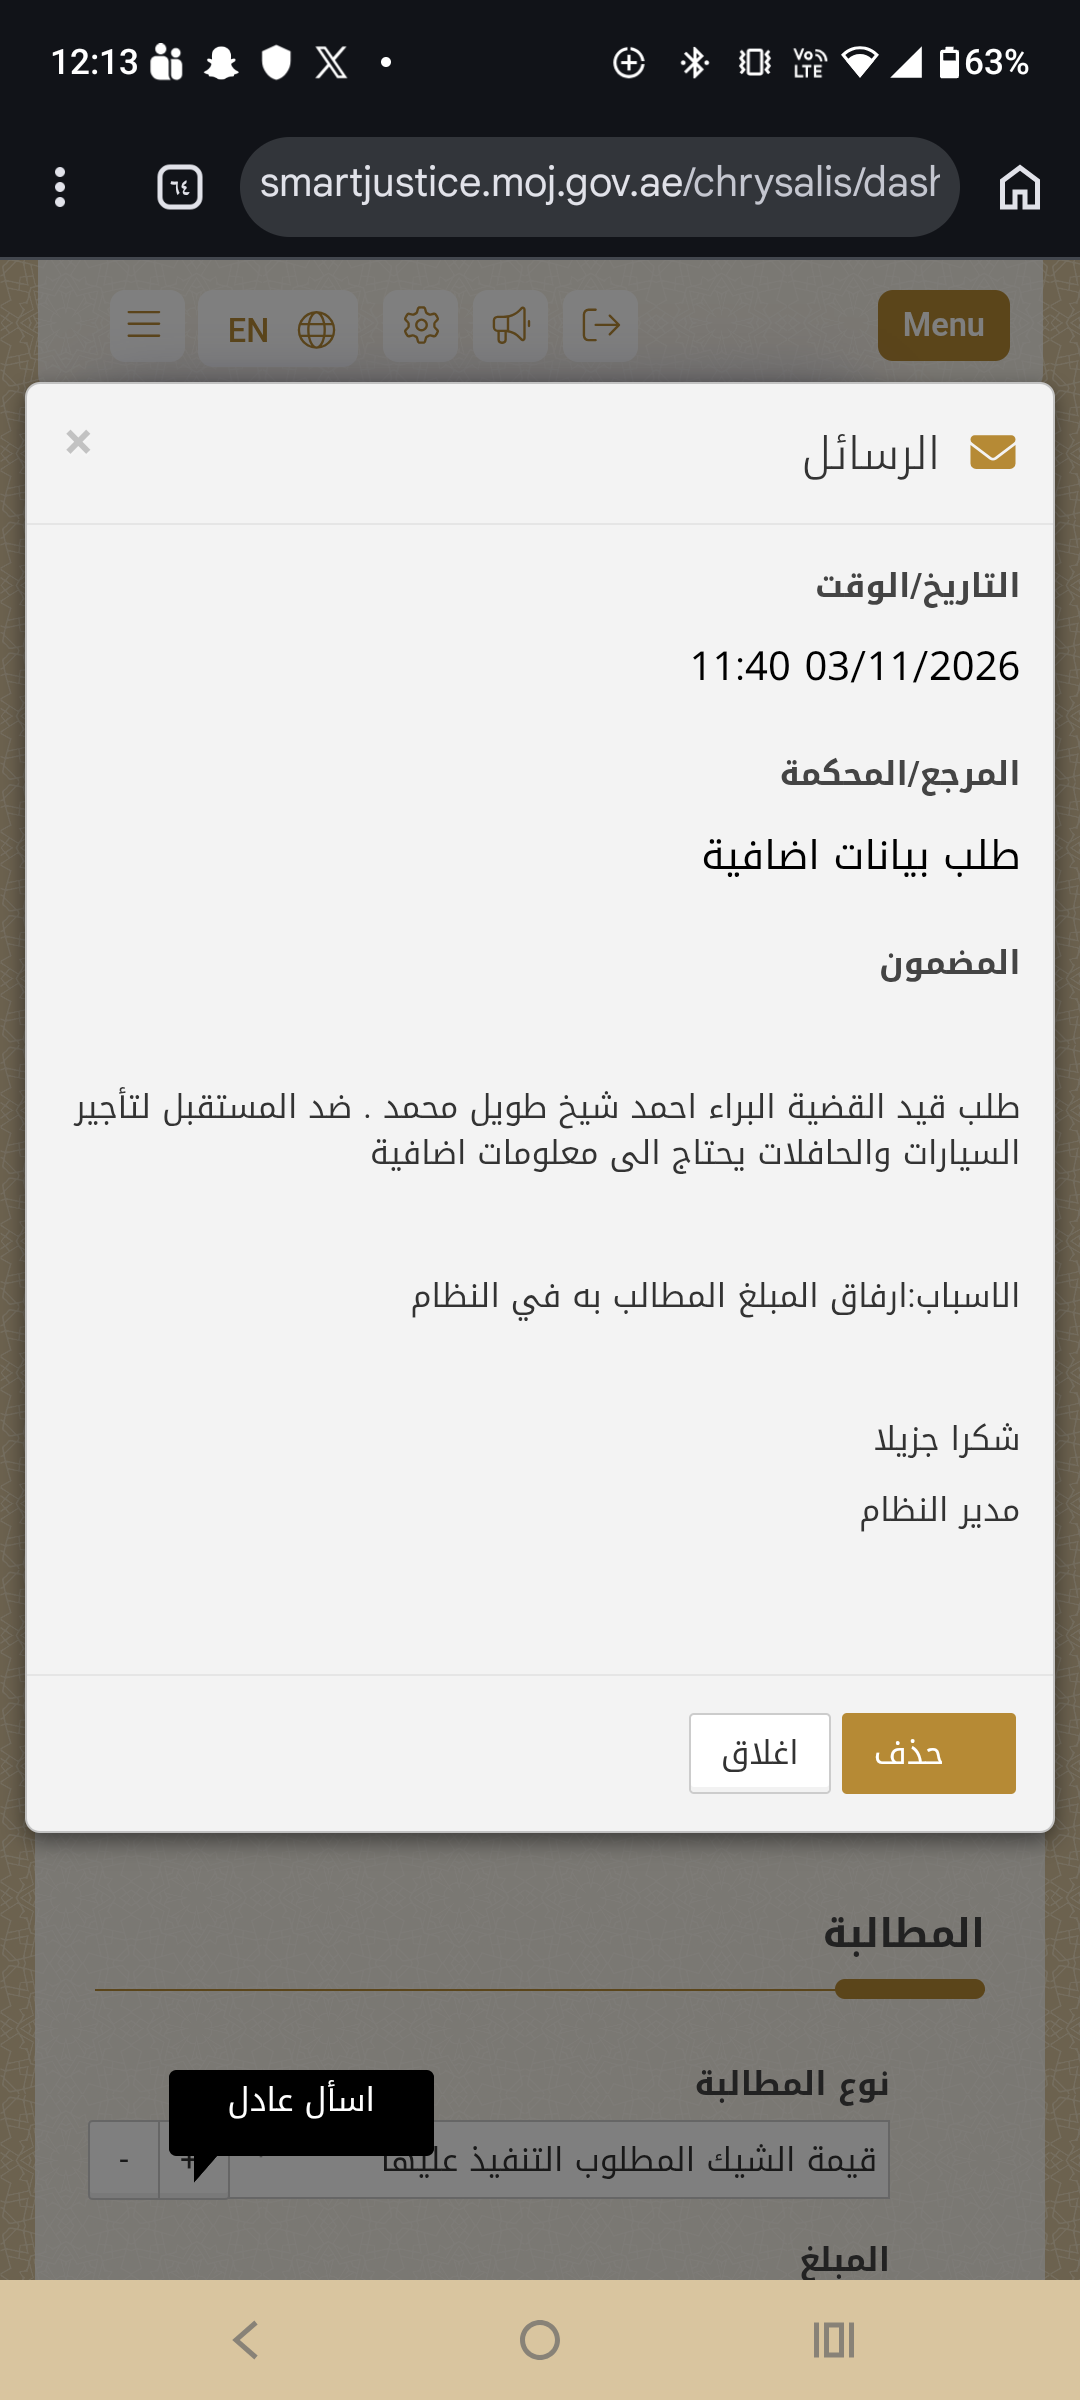 12:13
VoLTE
63%
٦٤
smartjustice.moj.gov.ae/chrysalis/dash
EN
Menu
الرسائل
×
التاريخ/الوقت
11:40 03/11/2026
المرجع/المحكمة
طلب بيانات اضافية
المضمون
طلب قيد القضية البراء احمد شيخ طويل محمد . ضد المستقبل لتأجير
السيارات والحافلات يحتاج الى معلومات اضافية
الاسباب:ارفاق المبلغ المطالب به في النظام
شكرا جزيلا
مدير النظام
حذف
اغلاق
المطالبة
نوع المطالبة
اسأل عادل
قيمة الشيك المطلوب التنفيذ عليها
+
-
المبلغ